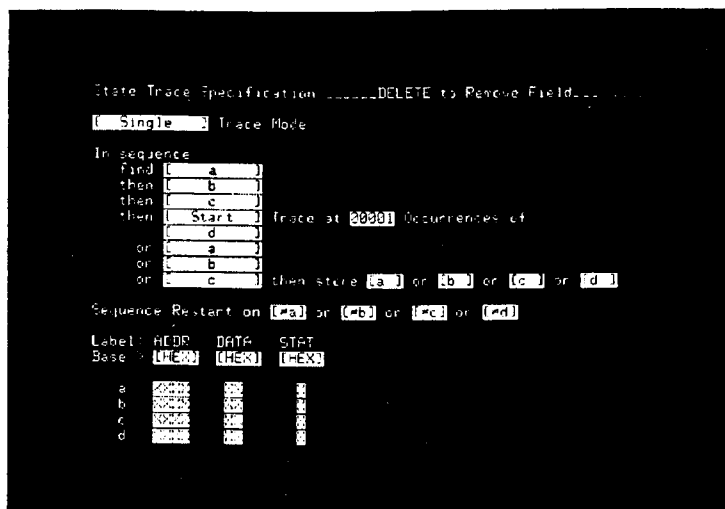 State Trace Specification ______DELETE to Remove Field___
[ Single ] Trace Mode
In sequence
find [ a ]
then [ b ]
then [ c ]
then [ Start ] Trace at 00001 Occurrences of
[ d ]
or [ a ]
or [ b ]
or [ c ] then store [a ] or [b ] or [c ] or [d ]
Sequence Restart on [≠a] or [≠b] or [≠c] or [≠d]
Label: ADDR DATA STAT
Base > [HEX] [HEX] [HEX]
a
b
c
d